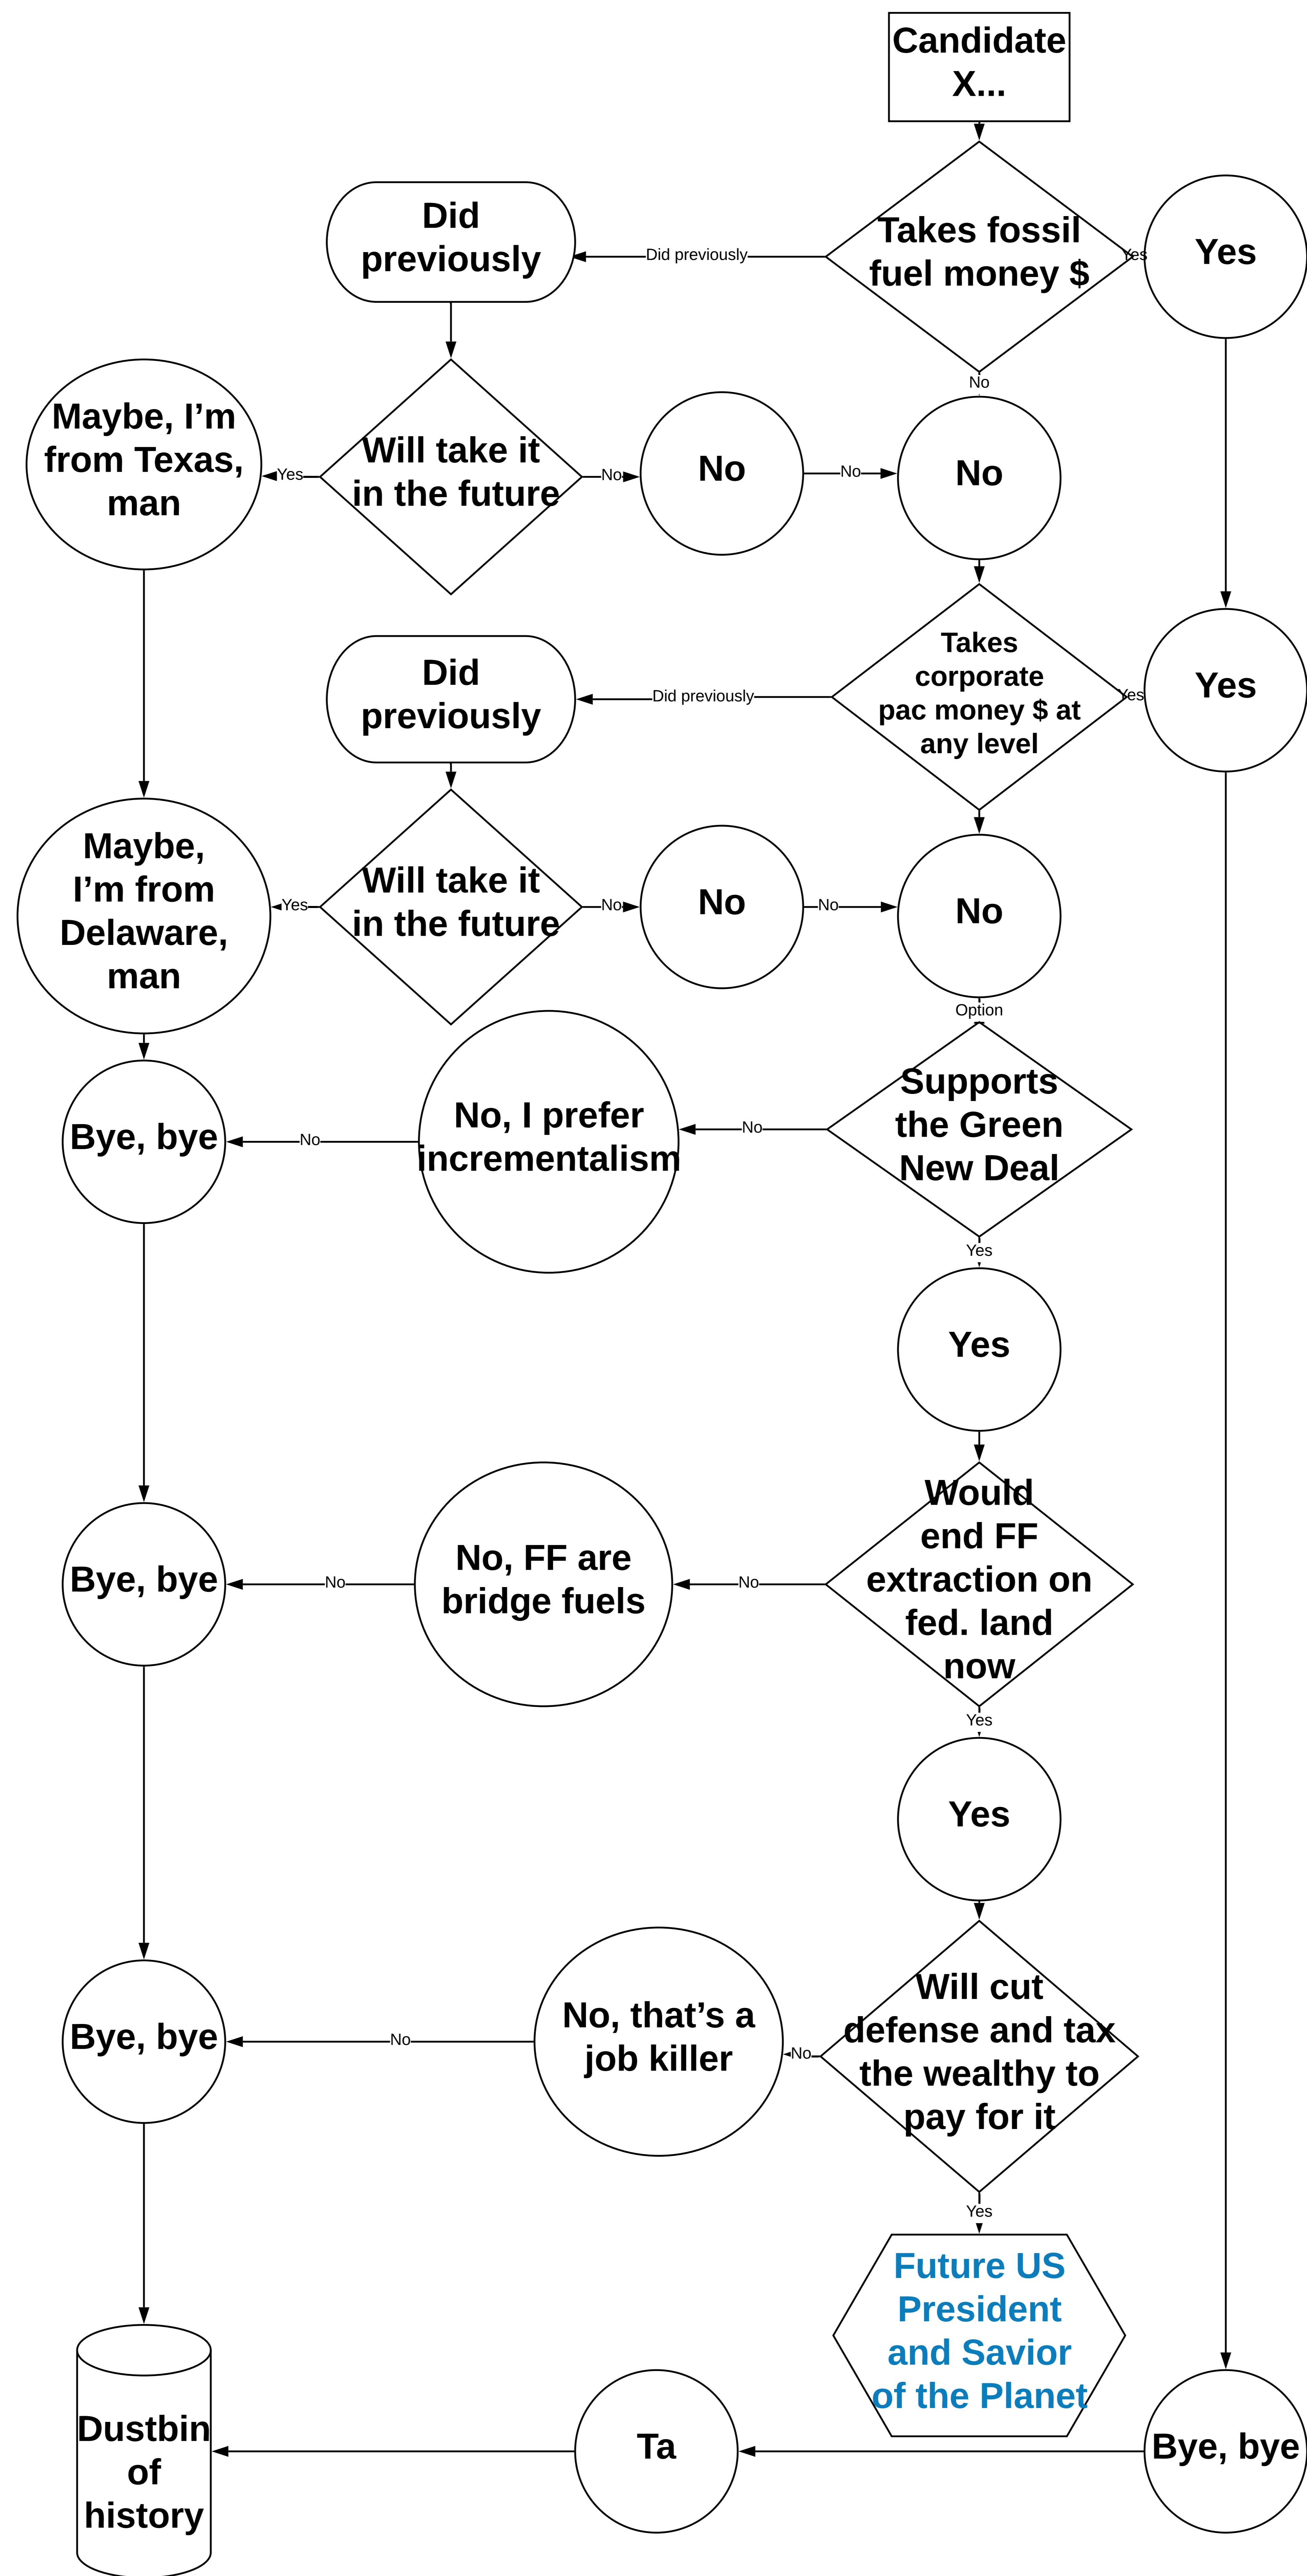 Candidate
X...
Did
previously
Did previously
Takes fossil
fuel money $
Yes
Yes
No
Maybe, I'm
from Texas,
man
Yes
Will take it
in the future
No
No
No
No
Did
previously
Did previously
Takes
corporate
pac money $ at
any level
Yes
Yes
Maybe,
I'm from
Delaware,
man
Yes
Will take it
in the future
No
No
No
No
Option
Bye, bye
No
No, I prefer
incrementalism
No
Supports
the Green
New Deal
Yes
Yes
Bye, bye
No
No, FF are
bridge fuels
No
Would
end FF
extraction on
fed. land
now
Yes
Yes
Bye, bye
No
No, that's a
job killer
No
Will cut
defense and tax
the wealthy to
pay for it
Yes
Future US
President
and Savior
of the Planet
Dustbin
of
history
Ta
Bye, bye